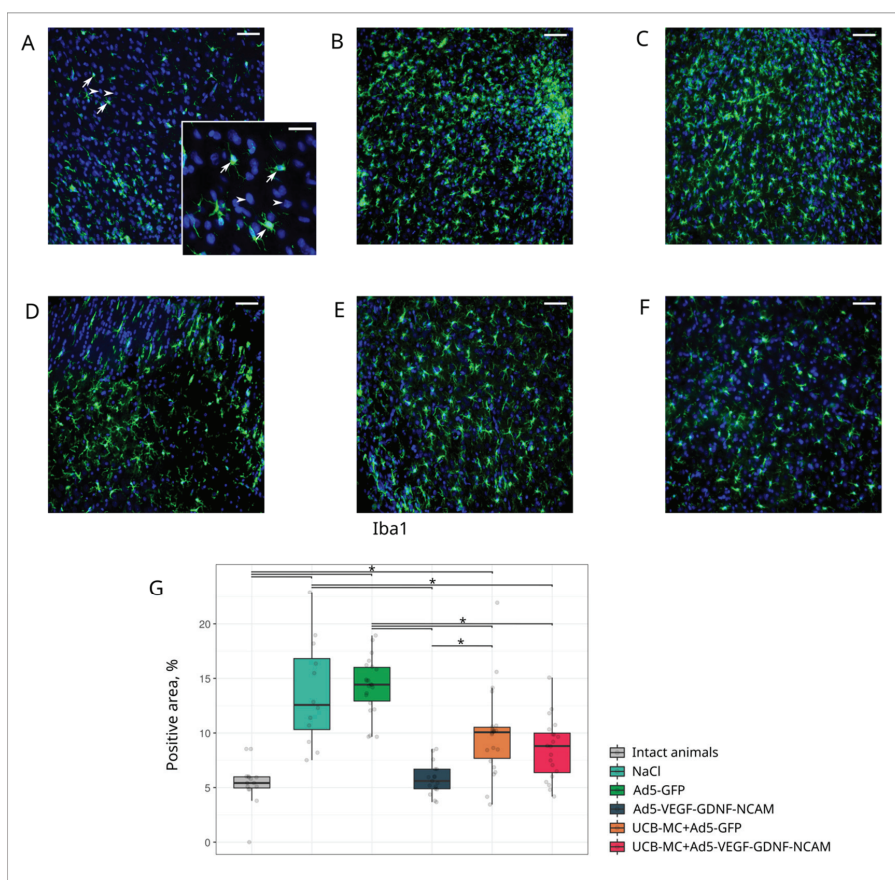 A
B
C
D
E
F
Iba1
G
* 
*
*
*
Positive area, %
20
15
10
5
0
Intact animals
NaCl
Ad5-GFP
Ad5-VEGF-GDNF-NCAM
UCB-MC+Ad5-GFP
UCB-MC+Ad5-VEGF-GDNF-NCAM